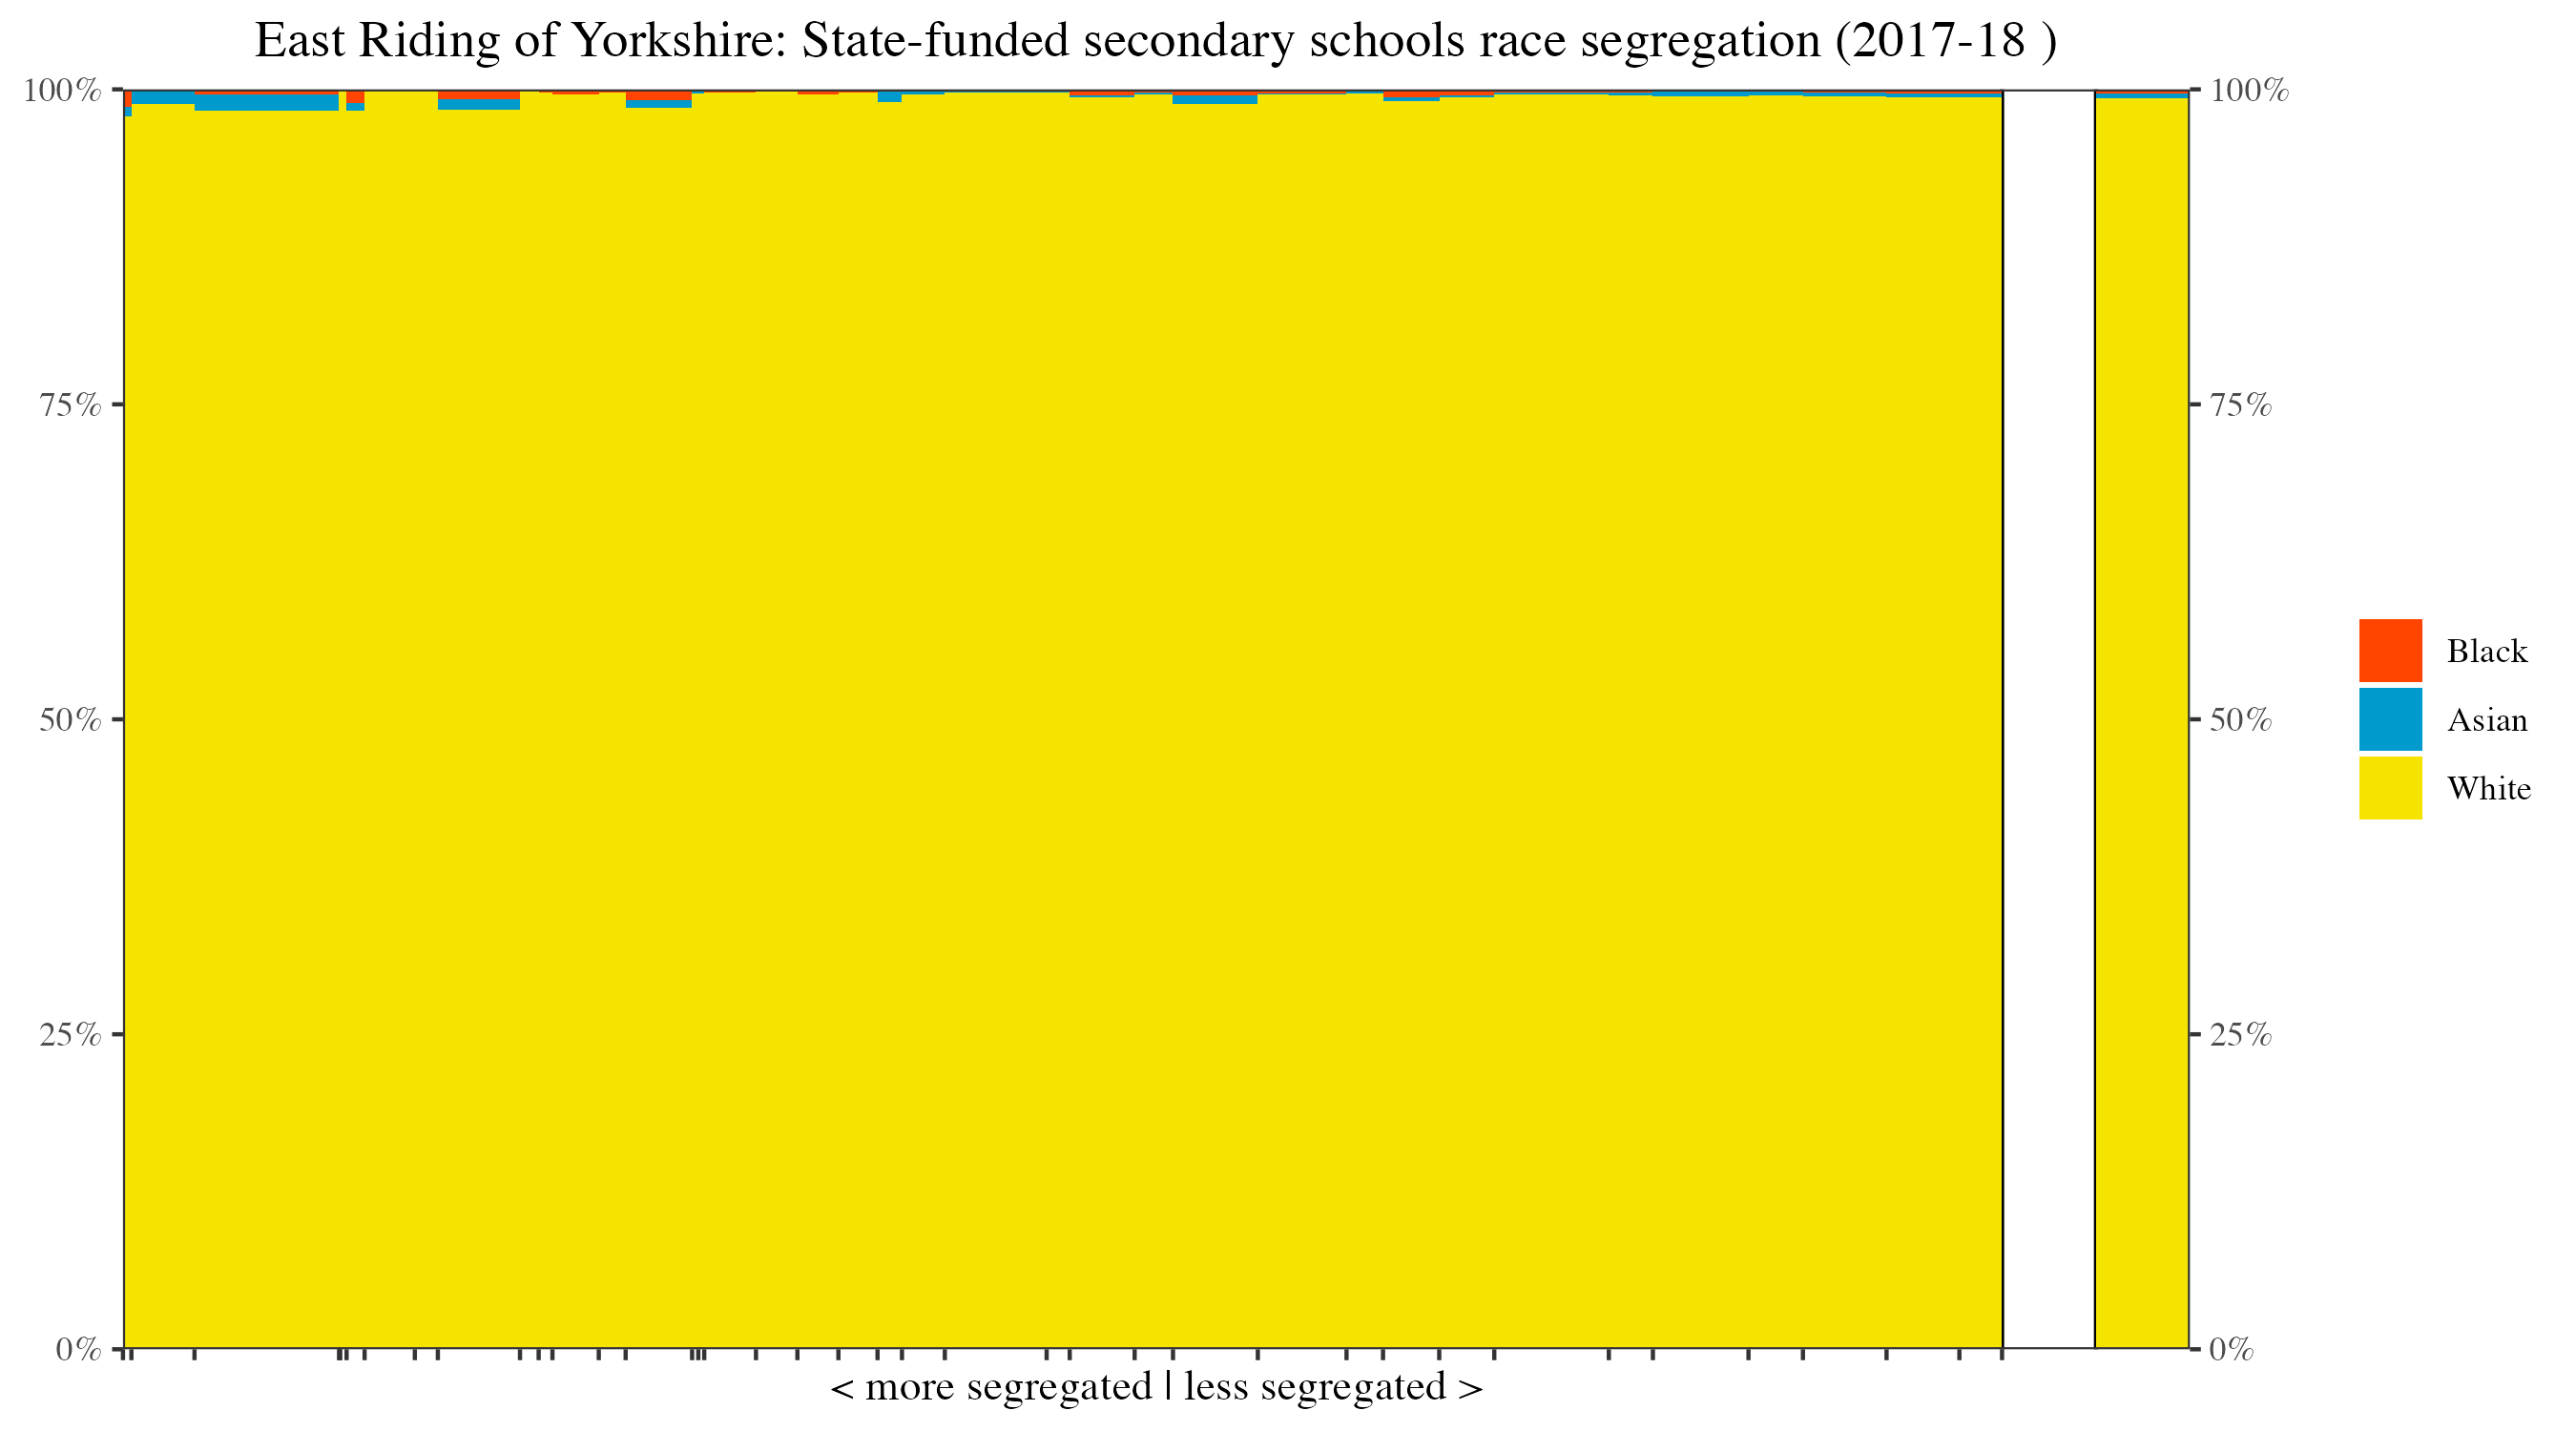 East Riding of Yorkshire: State-funded secondary schools race segregation (2017-18 )
100%
75%
50%
25%
0%
100%
75%
50%
25%
0%
Black
Asian
White
< more segregated | less segregated >